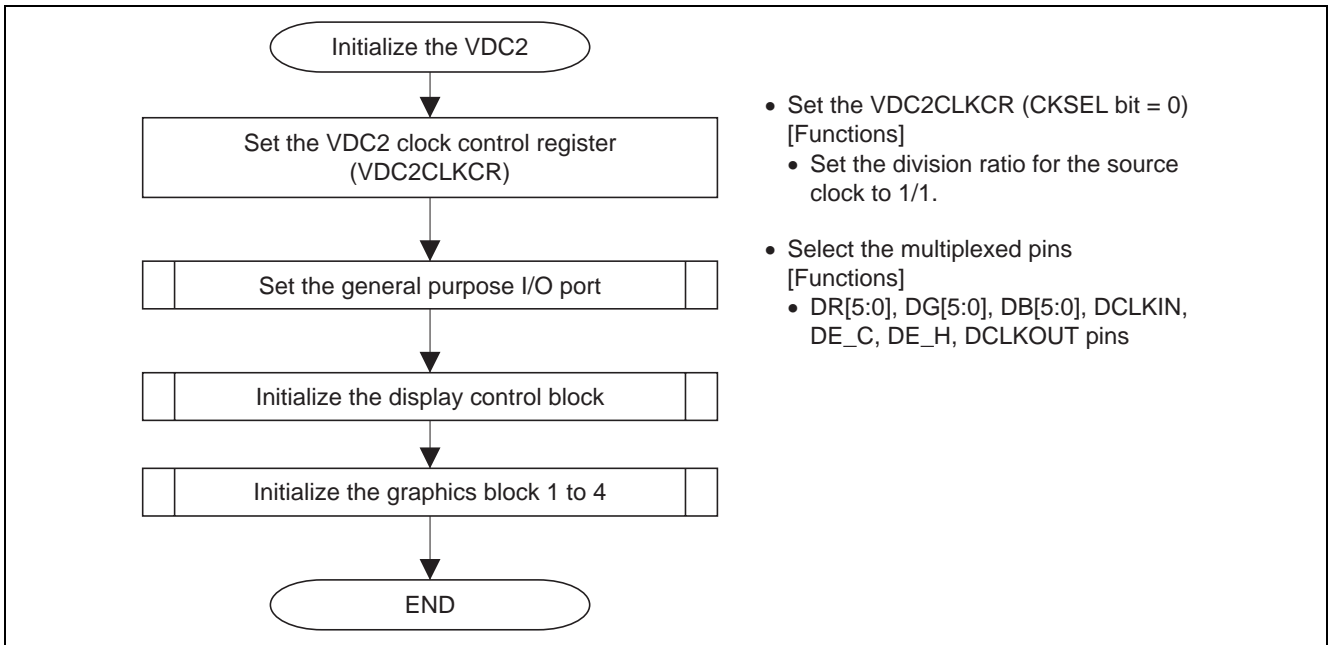 Initialize the VDC2
Set the VDC2 clock control register
(VDC2CLKCR)
Set the general purpose I/O port
Initialize the display control block
Initialize the graphics block 1 to 4
END
• Set the VDC2CLKCR (CKSEL bit = 0)
[Functions]
• Set the division ratio for the source
clock to 1/1.
• Select the multiplexed pins
[Functions]
• DR[5:0], DG[5:0], DB[5:0], DCLKIN,
DE_C, DE_H, DCLKOUT pins